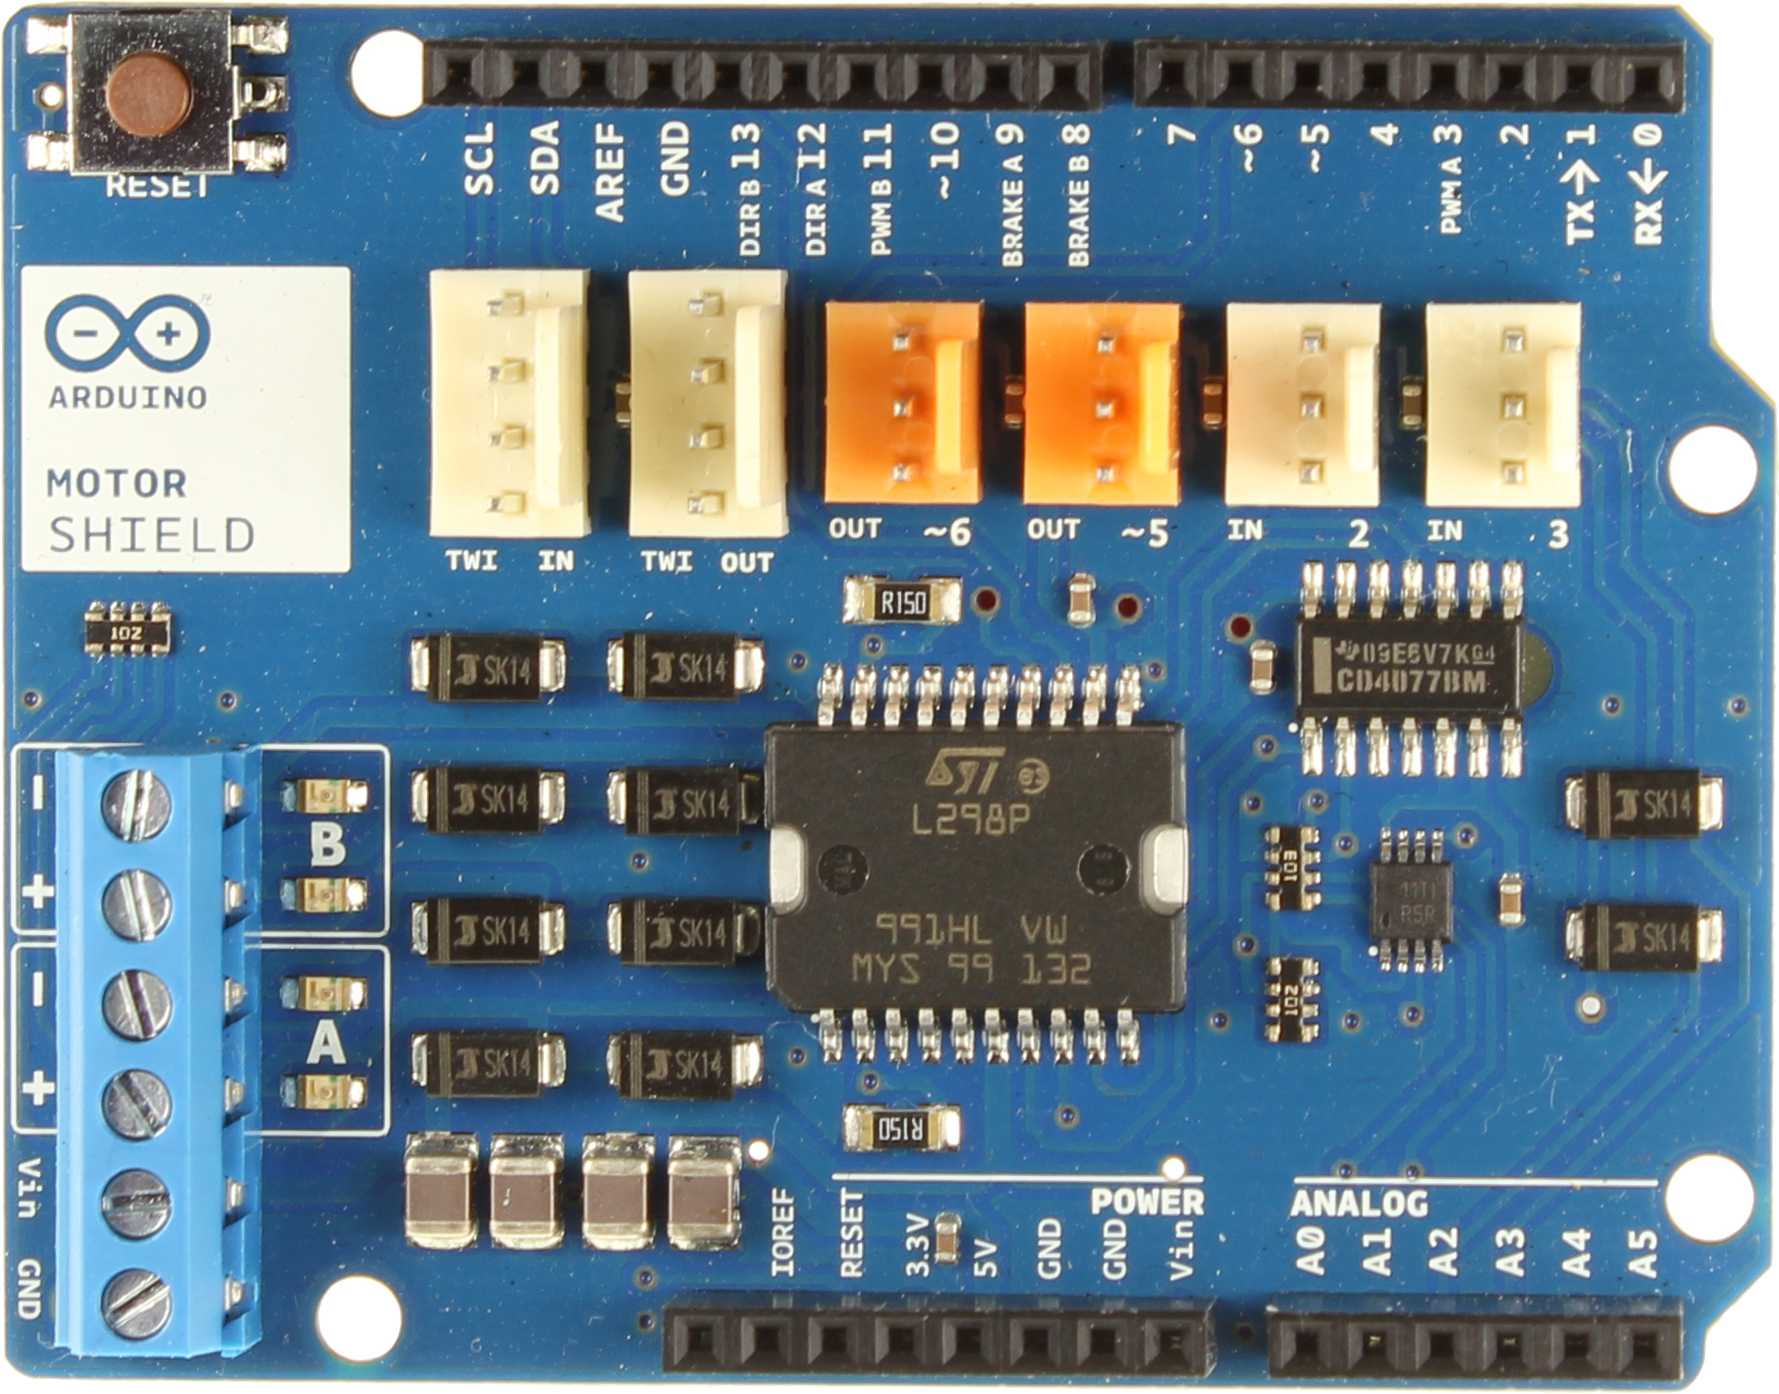 RESET
SCL
SDA
AREF
GND
DIR B 13
DIR A 12
PWM B 11
~10
BRAKE A 9
BRAKE B 8
7
~6
~5
4
PWM A 3
2
TX→1
RX←0
ARDUINO
MOTOR
SHIELD
TWI IN
TWI OUT
OUT ~6
OUT ~5
IN 2
IN 3
102
R150
SK14
SK14
09E6V7K G4
CD4077BM
ST
L298P
991HL VW
MYS 99 132
SK14
SK14
SK14
SK14
SK14
SK14
SK14
SK14
103
102
11TI
R5R
- B
+
- A
+
Vin
GND
R150
POWER
IOREF
RESET
3.3V
5V
GND
GND
Vin
ANALOG
A0
A1
A2
A3
A4
A5